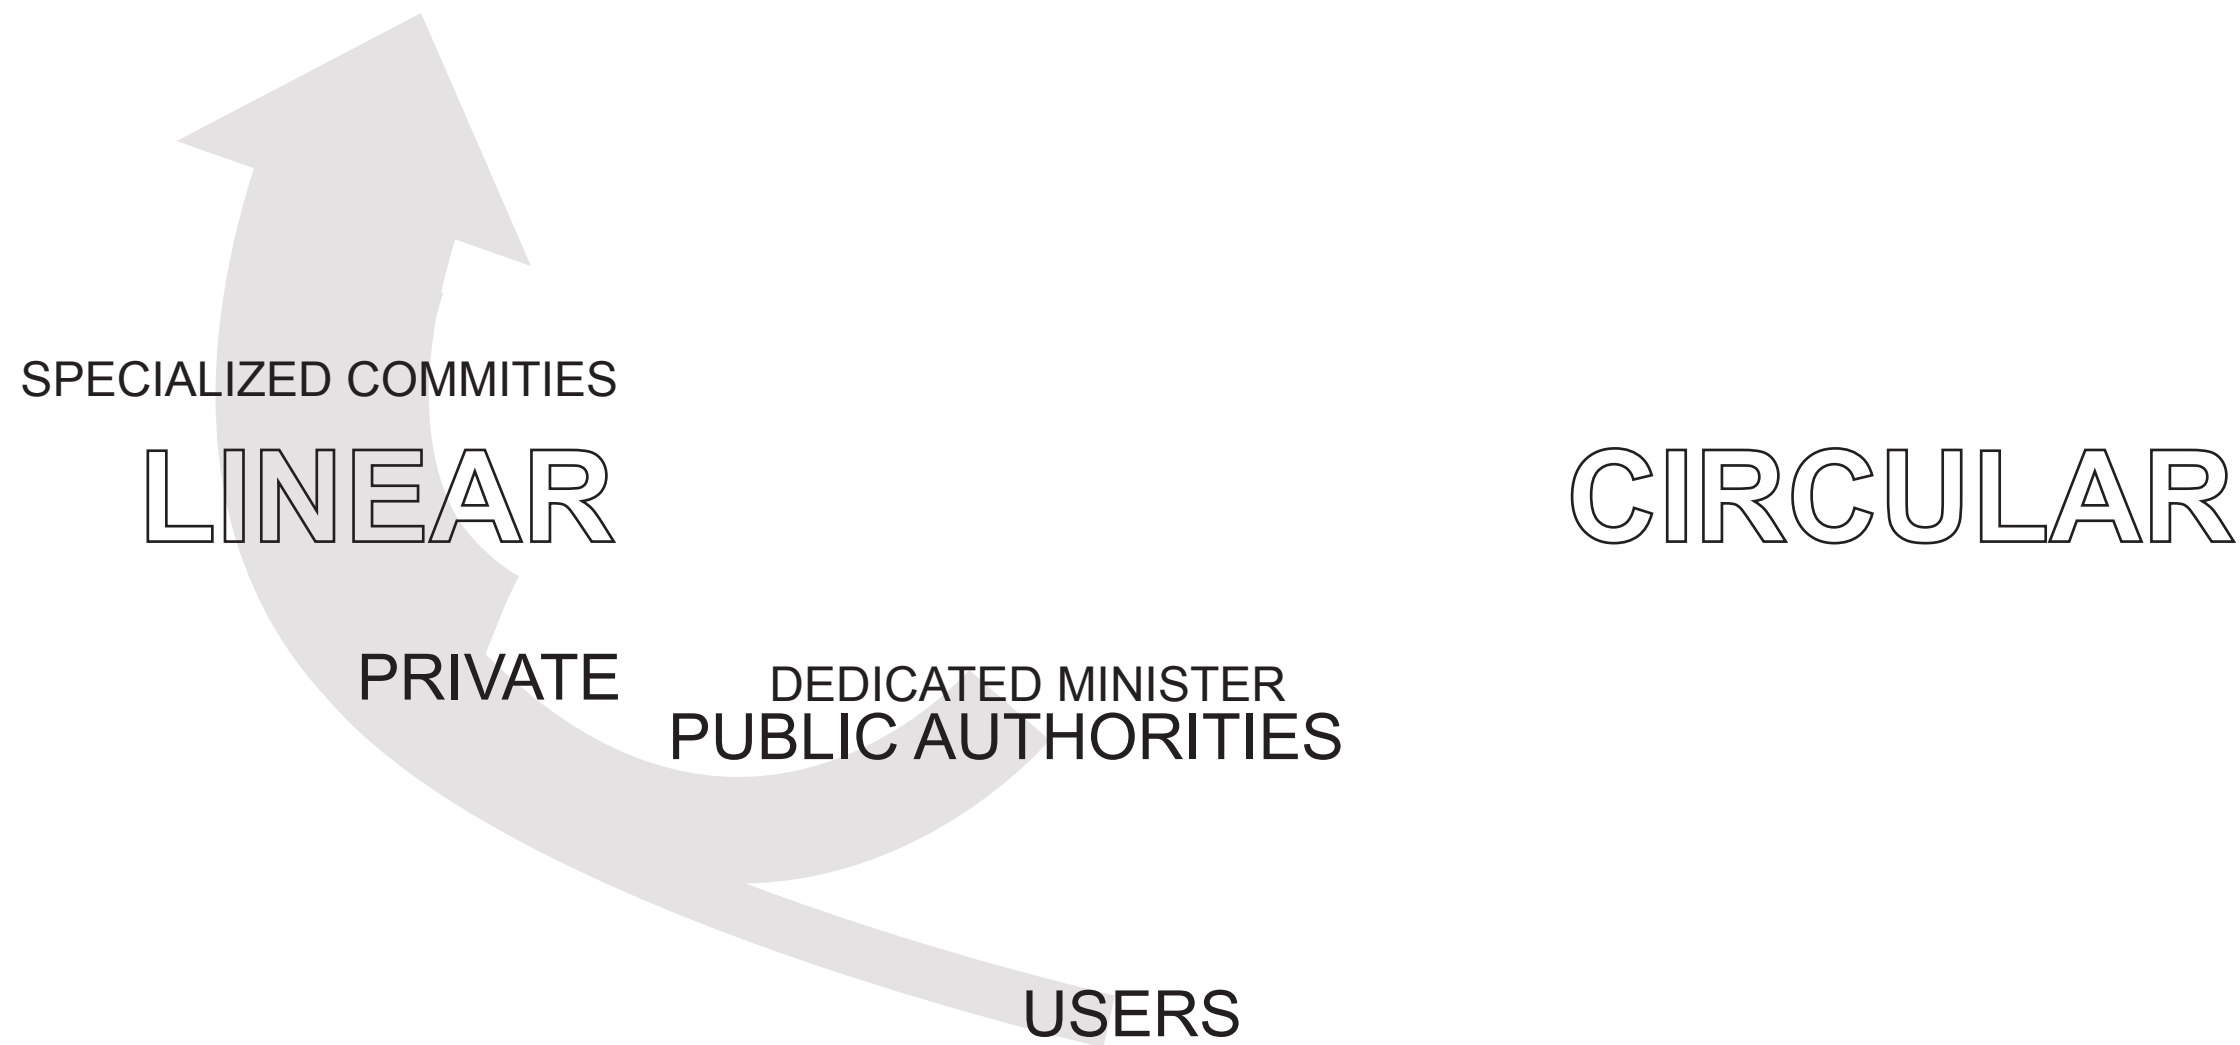 SPECIALIZED COMMITIES
LINEAR
CIRCULAR
PRIVATE
DEDICATED MINISTER
PUBLIC AUTHORITIES
USERS